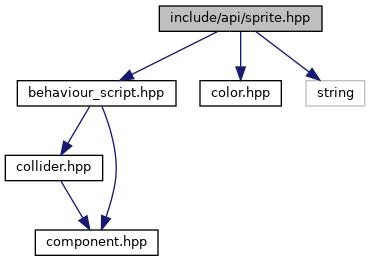 include/api/sprite.hpp
behaviour_script.hpp
color.hpp
string
collider.hpp
component.hpp